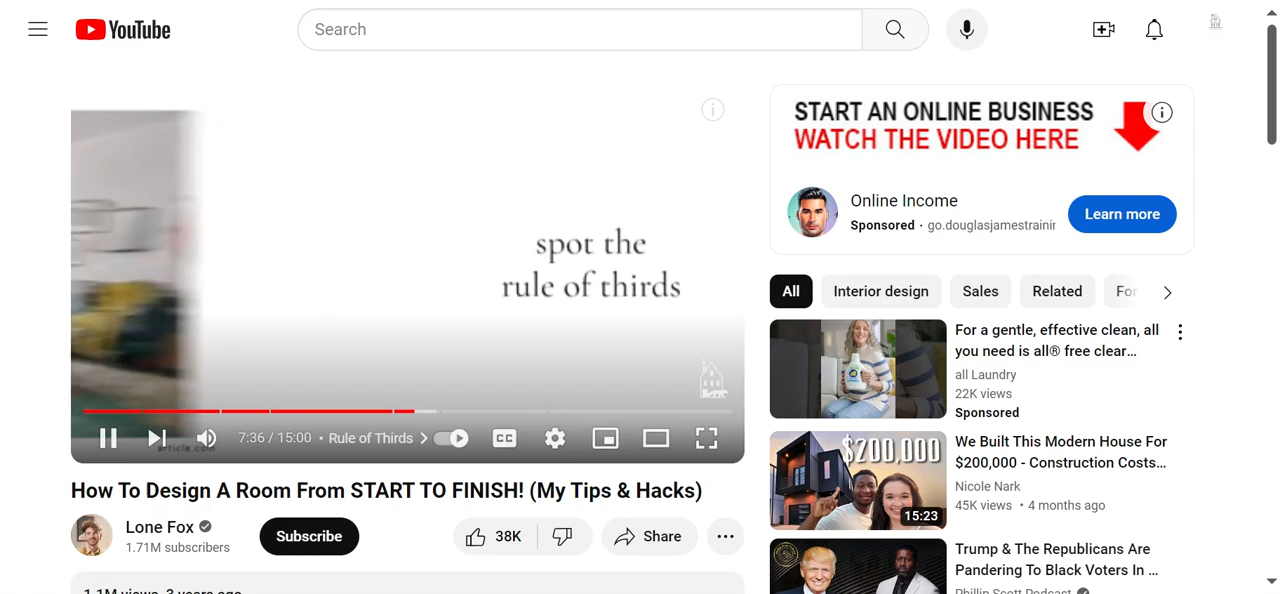 YouTube
Search
START AN ONLINE BUSINESS
WATCH THE VIDEO HERE
Online Income
Sponsored · go.douglasjamestrainin
Learn more
spot the
rule of thirds
article.com
7:36 / 15:00 • Rule of Thirds
CC
All
Interior design
Sales
Related
For a gentle, effective clean, all
you need is all® free clear...
all Laundry
22K views
Sponsored
$200,000
15:23
We Built This Modern House For
$200,000 - Construction Costs...
Nicole Nark
45K views • 4 months ago
Trump & The Republicans Are
Pandering To Black Voters In ...
Phillip Scott Podcast
How To Design A Room From START TO FINISH! (My Tips & Hacks)
Lone Fox
1.71M subscribers
Subscribe
38K
Share
1.1M views 3 years ago